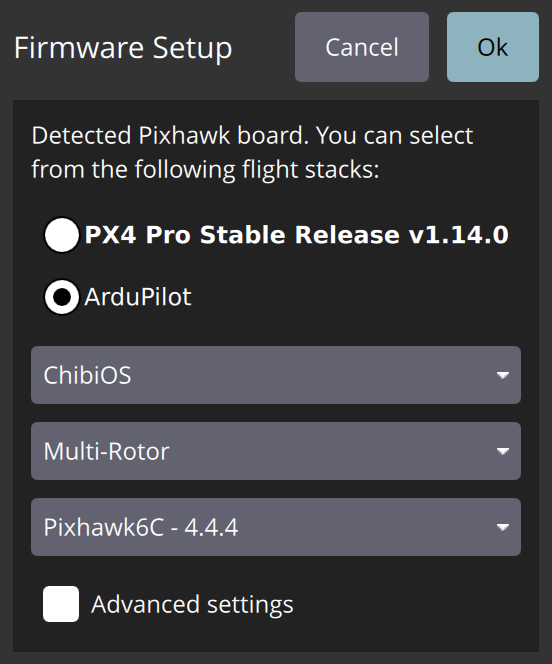 Firmware Setup
Cancel
Ok
Detected Pixhawk board. You can select
from the following flight stacks:
PX4 Pro Stable Release v1.14.0
ArduPilot
ChibiOS
Multi-Rotor
Pixhawk6C - 4.4.4
Advanced settings